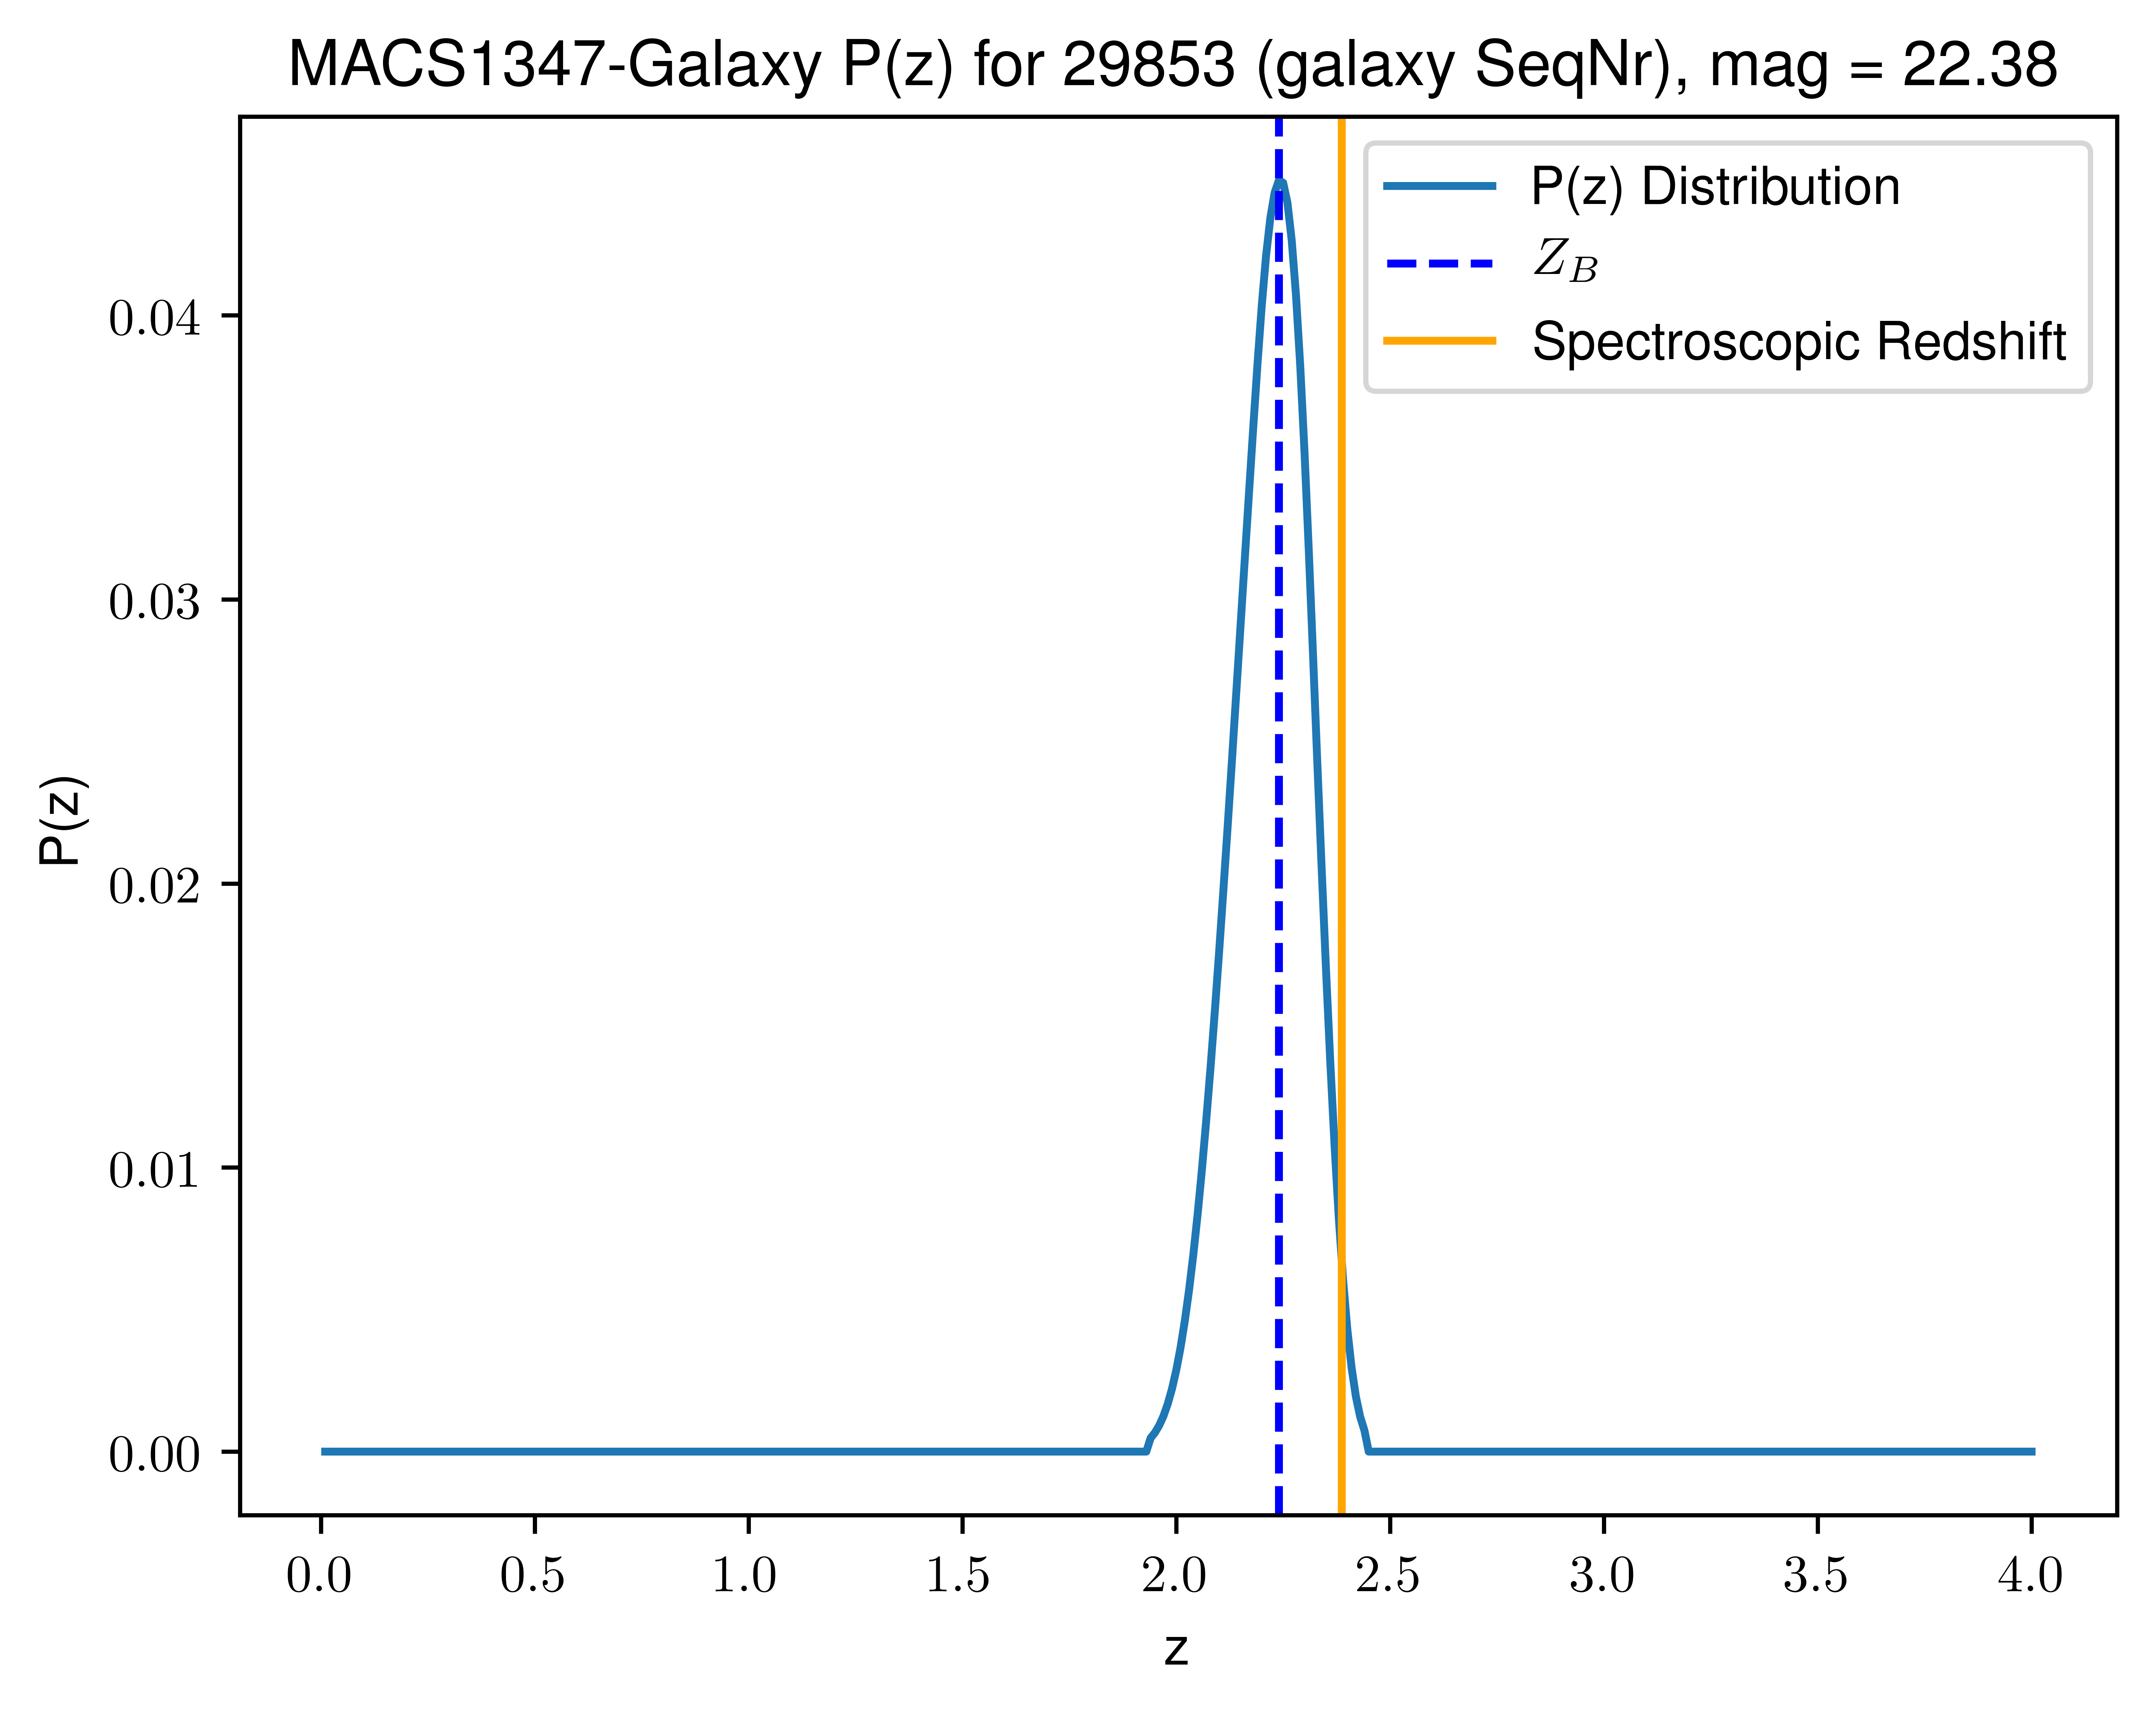 MACS1347-Galaxy P(z) for 29853 (galaxy SeqNr), mag = 22.38
P(z) Distribution
Z_B
Spectroscopic Redshift
P(z)
0.04
0.03
0.02
0.01
0.00
0.0 0.5 1.0 1.5 2.0 2.5 3.0 3.5 4.0
z